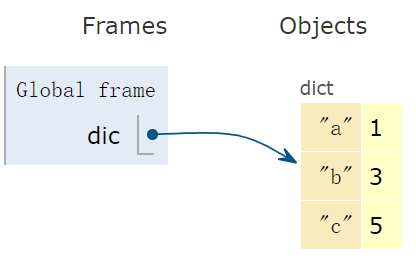 Frames Objects
Global frame
dic
dict
"a" 1
"b" 3
"c" 5